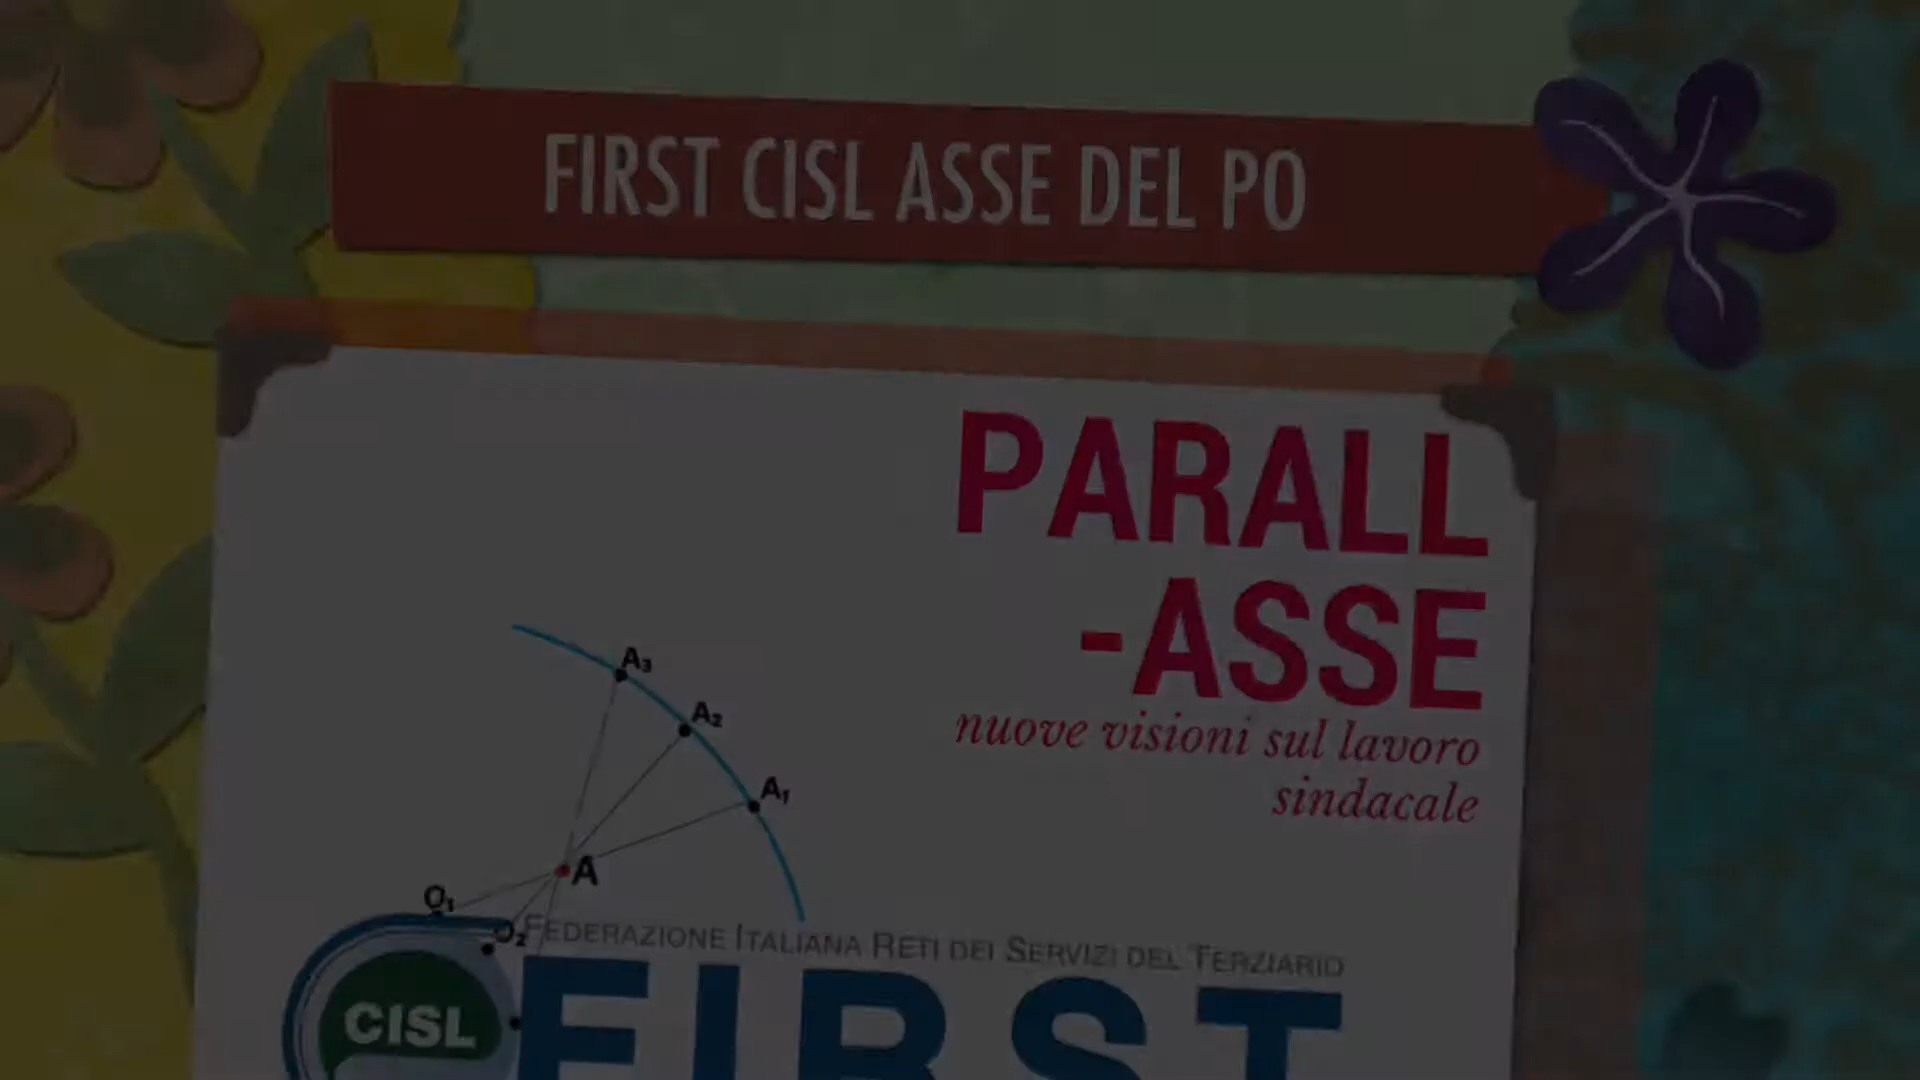 FIRST CISL ASSE DEL PO
PARALL
-ASSE
nuove visioni sul lavoro
sindacale
A₃
A₂
A₁
A
O₁
O₂
FEDERAZIONE ITALIANA RETI DEI SERVIZI DEL TERZIARIO
CISL
FIRST